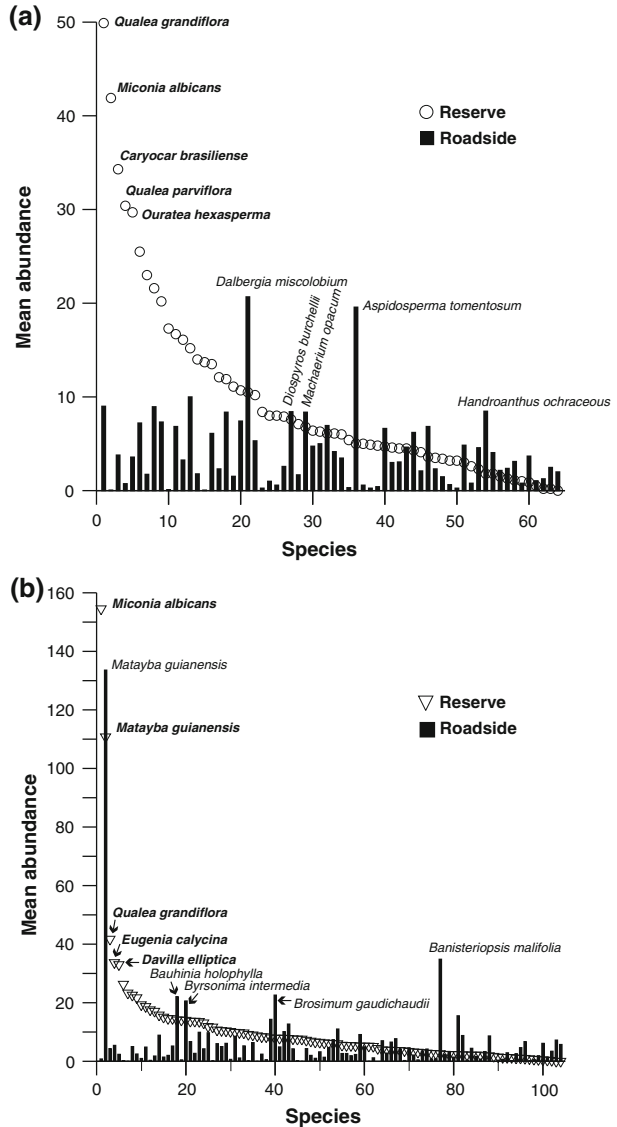 (a)
50
40
30
20
10
0
Mean abundance
Qualea grandiflora
Miconia albicans
Caryocar brasiliense
Qualea parviflora
Ouratea hexasperma
Reserve
Roadside
Dalbergia miscolobium
Diospyros burchellii
Machaerium opacum
Aspidosperma tomentosum
Handroanthus ochraceous
0 10 20 30 40 50 60
Species
(b)
160
140
120
100
80
60
40
20
0
Mean abundance
Miconia albicans
Matayba guianensis
Matayba guianensis
Reserve
Roadside
Qualea grandiflora
Eugenia calycina
Davilla elliptica
Bauhinia holophylla
Byrsonima intermedia
Brosimum gaudichaudii
Banisteriopsis malifolia
0 20 40 60 80 100
Species